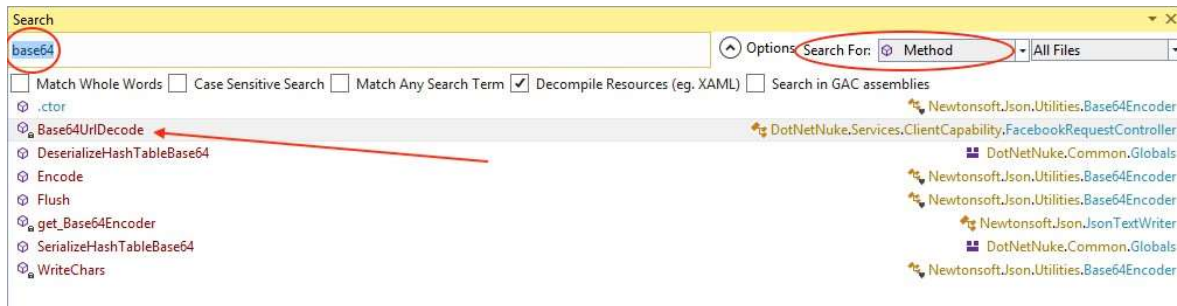 Search
base64
Options Search For: Method All Files
Match Whole Words Case Sensitive Search Match Any Search Term Decompile Resources (eg. XAML) Search in GAC assemblies
.ctor Newtonsoft.Json.Utilities.Base64Encoder
Base64UrlDecode DotNetNuke.Services.ClientCapability.FacebookRequestController
DeserializeHashTableBase64 DotNetNuke.Common.Globals
Encode Newtonsoft.Json.Utilities.Base64Encoder
Flush Newtonsoft.Json.Utilities.Base64Encoder
get_Base64Encoder Newtonsoft.Json.JsonTextWriter
SerializeHashTableBase64 DotNetNuke.Common.Globals
WriteChars Newtonsoft.Json.Utilities.Base64Encoder